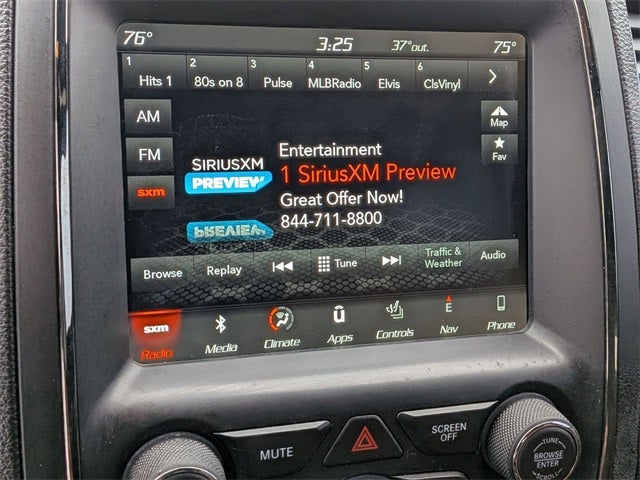 76° 3:25 37°out. 75°
1 2 3 4 5 6
Hits 1 80s on 8 Pulse MLBRadio Elvis ClsVinyl
AM
FM
sxm
Map
Fav
SIRIUSXM
PREVIEW
PREVIEW
Entertainment
1 SiriusXM Preview
Great Offer Now!
844-711-8800
Browse Replay Tune Traffic & Weather Audio
sxm
Radio Media Climate Apps Controls Nav Phone
E
MUTE
SCREEN OFF
TUNE
BROWSE
ENTER
SCROLL